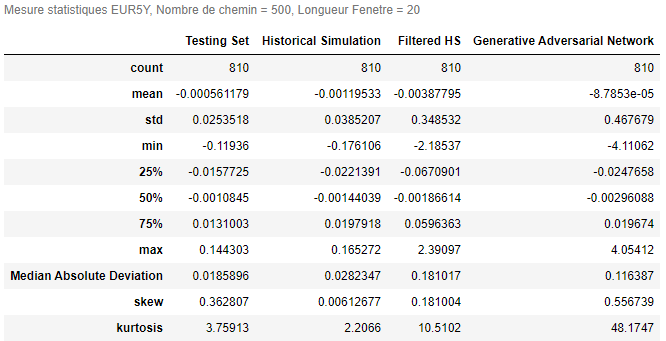 Mesure statistiques EUR5Y, Nombre de chemin = 500, Longueur Fenetre = 20
Testing Set Historical Simulation Filtered HS Generative Adversarial Network
count 810 810 810 810
mean -0.000561179 -0.00119533 -0.00387795 -8.7853e-05
std 0.0253518 0.0385207 0.348532 0.467679
min -0.11936 -0.176106 -2.18537 -4.11062
25% -0.0157725 -0.0221391 -0.0670901 -0.0247658
50% -0.0010845 -0.00144039 -0.00186614 -0.00296088
75% 0.0131003 0.0197918 0.0596363 0.019674
max 0.144303 0.165272 2.39097 4.05412
Median Absolute Deviation 0.0185896 0.0282347 0.181017 0.116387
skew 0.362807 0.00612677 0.181004 0.556739
kurtosis 3.75913 2.2066 10.5102 48.1747